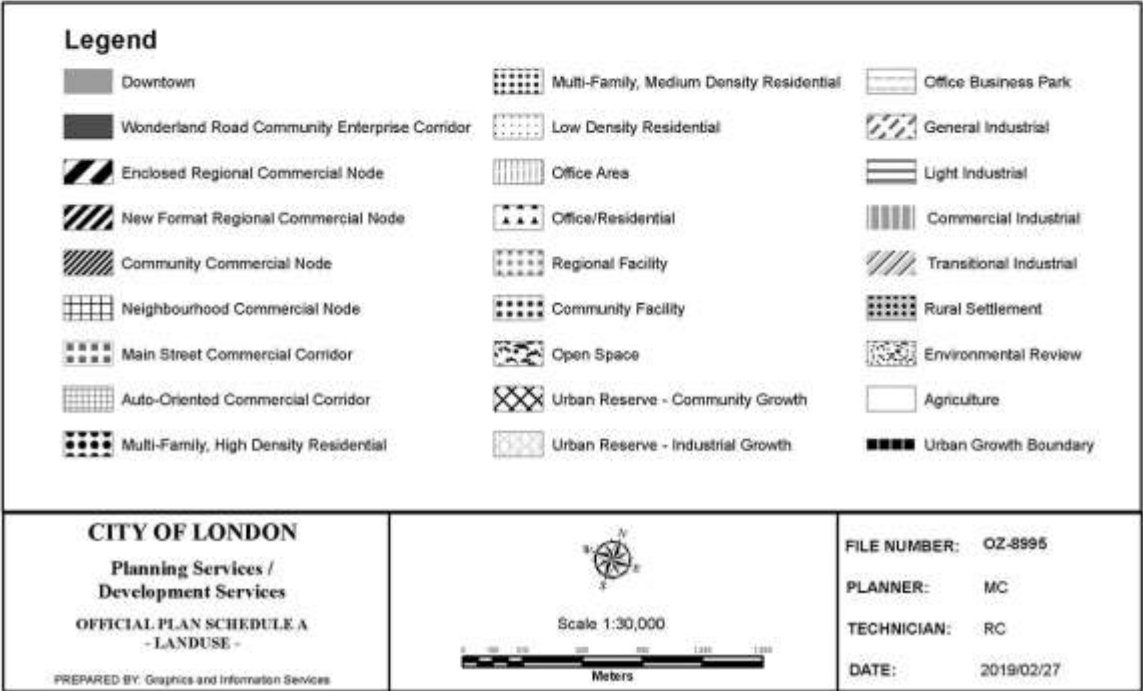 Legend
Downtown
Wonderland Road Community Enterprise Corridor
Enclosed Regional Commercial Node
New Format Regional Commercial Node
Community Commercial Node
Neighbourhood Commercial Node
Main Street Commercial Corridor
Auto-Oriented Commercial Corridor
Multi-Family, High Density Residential
Multi-Family, Medium Density Residential
Low Density Residential
Office Area
Office/Residential
Regional Facility
Community Facility
Open Space
Urban Reserve - Community Growth
Urban Reserve - Industrial Growth
Office Business Park
General Industrial
Light Industrial
Commercial Industrial
Transitional Industrial
Rural Settlement
Environmental Review
Agriculture
Urban Growth Boundary
CITY OF LONDON
Planning Services /
Development Services
OFFICIAL PLAN SCHEDULE A
- LANDUSE -
PREPARED BY: Graphics and Information Services
N
E
S
Scale 1:30,000
Meters
FILE NUMBER: OZ-8995
PLANNER: MC
TECHNICIAN: RC
DATE: 2019/02/27